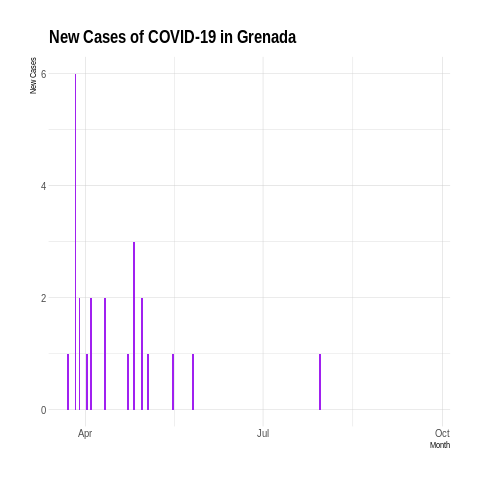 New Cases of COVID-19 in Grenada
New Cases
6
4
2
0
Apr Jul Oct
Month